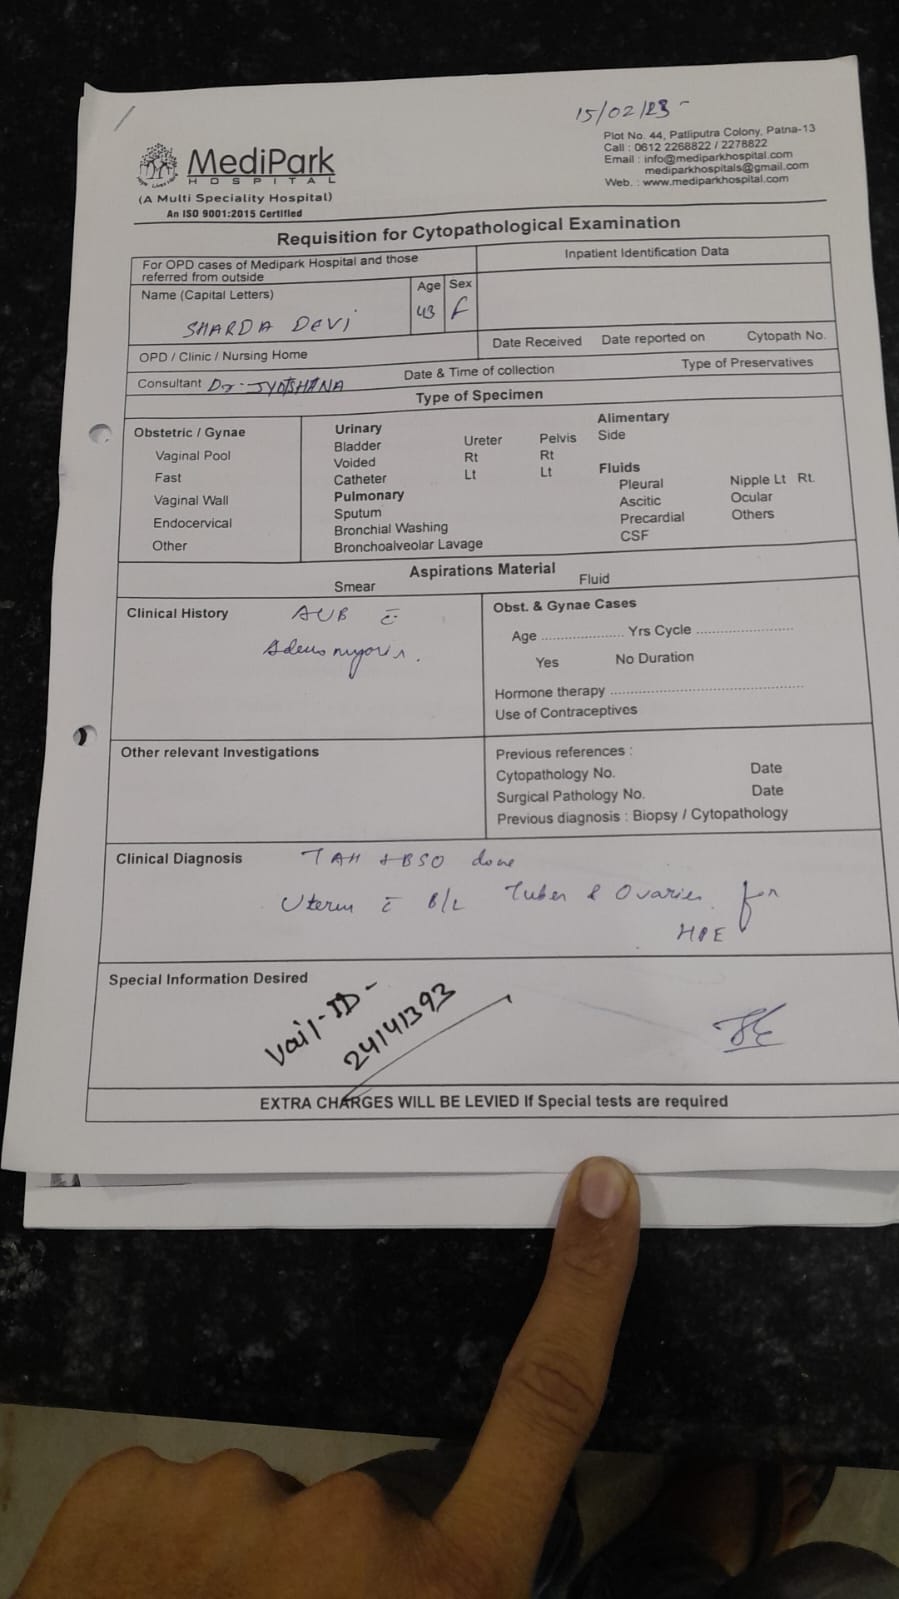 15/02/23
MediPark
HOSPITAL
(A Multi Speciality Hospital)
An ISO 9001:2015 Certified
Plot No. 44, Patliputra Colony, Patna-13
Call : 0612 2268822 / 2278822
Email : info@mediparkhospital.com
mediparkhospitals@gmail.com
Web. : www.mediparkhospital.com
Requisition for Cytopathological Examination
For OPD cases of Medipark Hospital and those
referred from outside
Inpatient Identification Data
Name (Capital Letters) Age Sex
SHARDA DEVI 43 F
OPD / Clinic / Nursing Home
Date Received Date reported on Cytopath No.
Consultant Dr. JYOTSHANA Date & Time of collection Type of Preservatives
Type of Specimen
Obstetric / Gynae
Vaginal Pool
Fast
Vaginal Wall
Endocervical
Other
Urinary
Bladder Ureter Pelvis
Voided Rt Rt
Catheter Lt Lt
Pulmonary
Sputum
Bronchial Washing
Bronchoalveolar Lavage
Alimentary
Side
Fluids
Pleural Nipple Lt Rt.
Ascitic Ocular
Precardial Others
CSF
Aspirations Material
Smear Fluid
Clinical History AUB c̄
Adenomyosis.
Obst. & Gynae Cases
Age .................... Yrs Cycle ........................
Yes No Duration
Hormone therapy ................................................
Use of Contraceptives
Other relevant Investigations
Previous references :
Cytopathology No. Date
Surgical Pathology No. Date
Previous diagnosis : Biopsy / Cytopathology
Clinical Diagnosis TAH + BSO done
Uterus c̄ B/L Tubes & Ovaries for
HPE
Special Information Desired
Vail-ID-
24141393
EXTRA CHARGES WILL BE LEVIED If Special tests are required